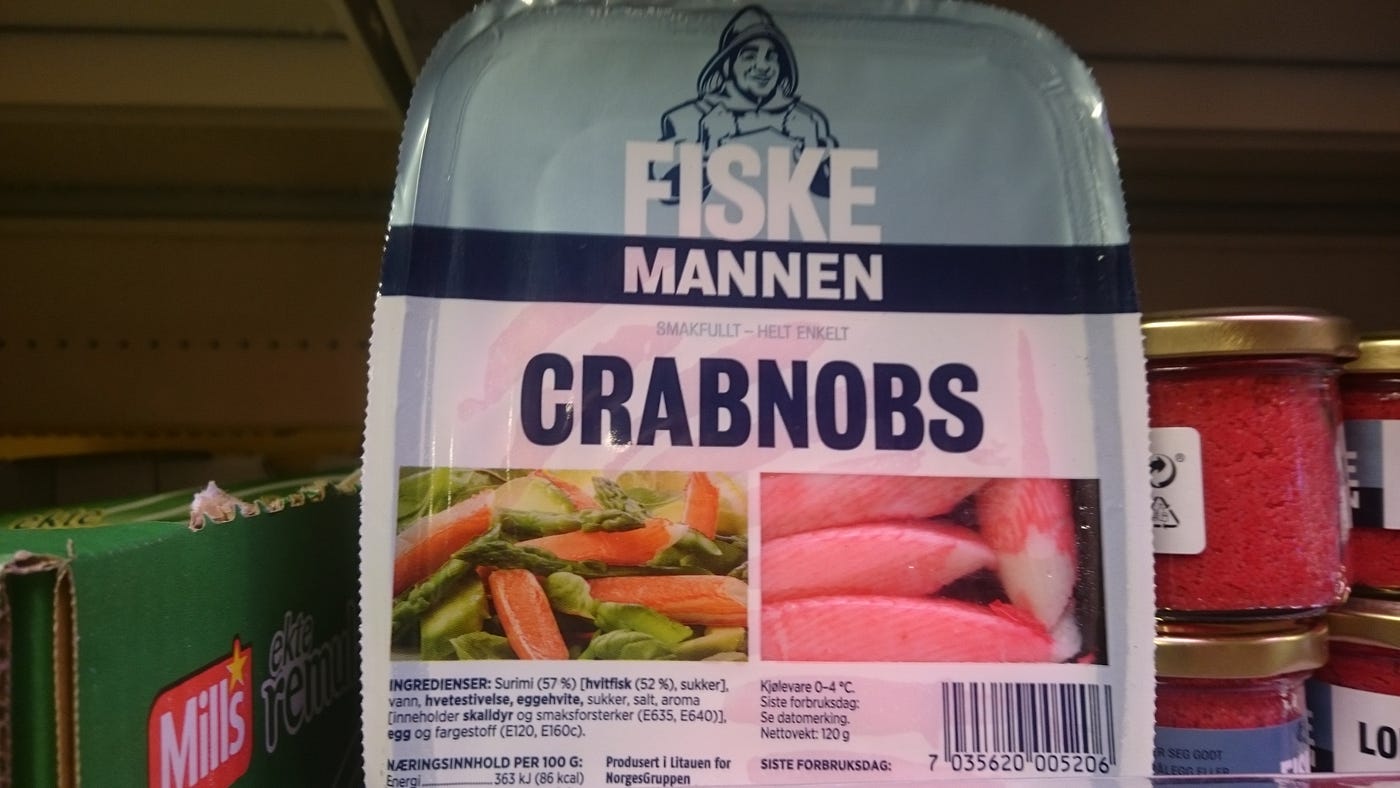 FISKE
MANNEN
SMAKFULLT – HELT ENKELT
CRABNOBS
INGREDIENSER: Surimi (57 %) [hvitfisk (52 %), sukker],
vann, hvetestivelse, eggehvite, sukker, salt, aroma
[inneholder skalldyr og smaksforsterker (E635, E640)],
egg og fargestoff (E120, E160c).
NÆRINGSINNHOLD PER 100 G:
Energi 363 kJ (86 kcal)
Produsert i Litauen for
NorgesGruppen
Kjølevare 0–4 °C.
Siste forbruksdag:
Se datomerking.
Nettovekt: 120 g
SISTE FORBRUKSDAG:
7 035620 005206
ekte
Mills
ekte
®
LO
R SEG GODT